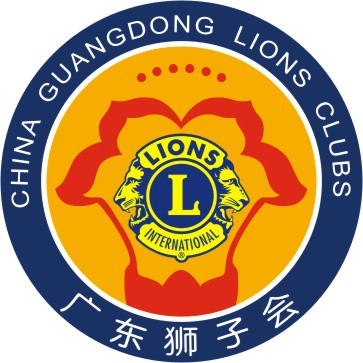 CHINA GUANGDONG LIONS CLUBS
LIONS
L
INTERNATIONAL
®
广东狮子会